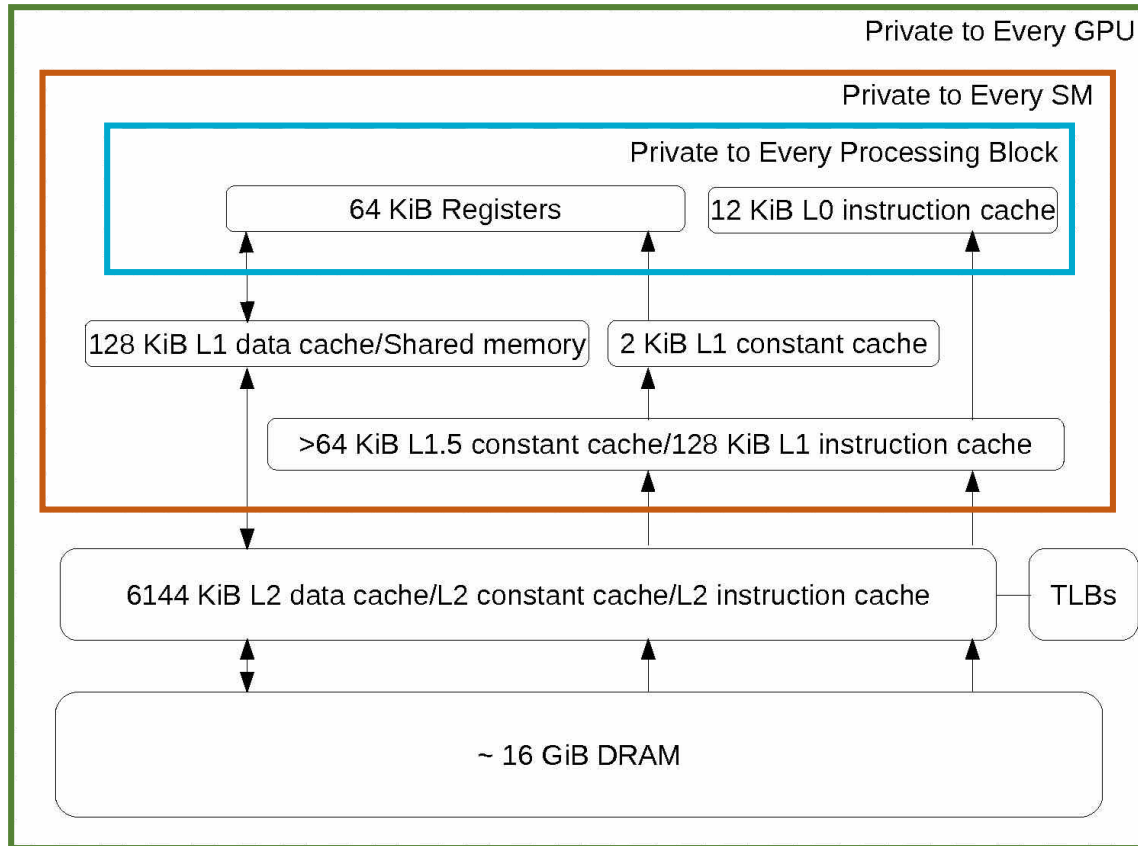 Private to Every GPU
Private to Every SM
Private to Every Processing Block
64 KiB Registers
12 KiB L0 instruction cache
128 KiB L1 data cache/Shared memory
2 KiB L1 constant cache
>64 KiB L1.5 constant cache/128 KiB L1 instruction cache
6144 KiB L2 data cache/L2 constant cache/L2 instruction cache
TLBs
~ 16 GiB DRAM